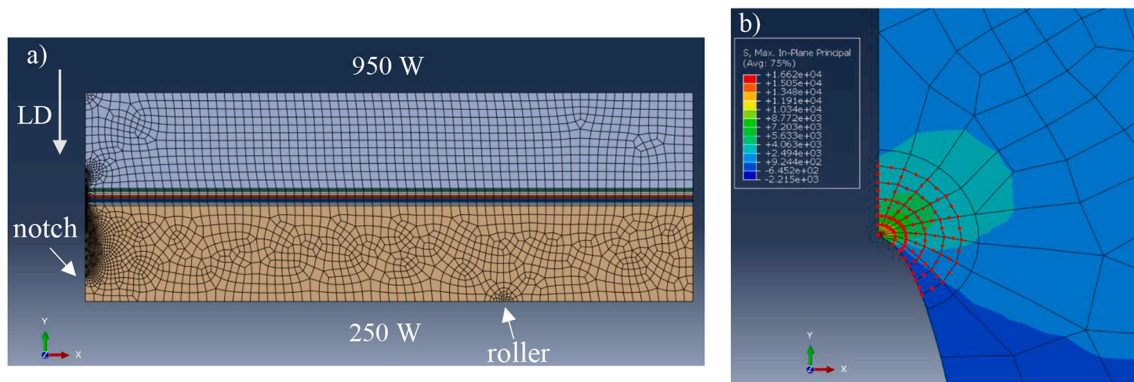 a)
950 W
LD
notch
250 W
roller
Y
Z
X
b)
S, Max. In-Plane Principal
(Avg: 75%)
+1.662e+04
+1.505e+04
+1.348e+04
+1.191e+04
+1.034e+04
+8.772e+03
+7.203e+03
+5.633e+03
+4.063e+03
+2.494e+03
+9.244e+02
-6.452e+02
-2.215e+03
Y
Z
X